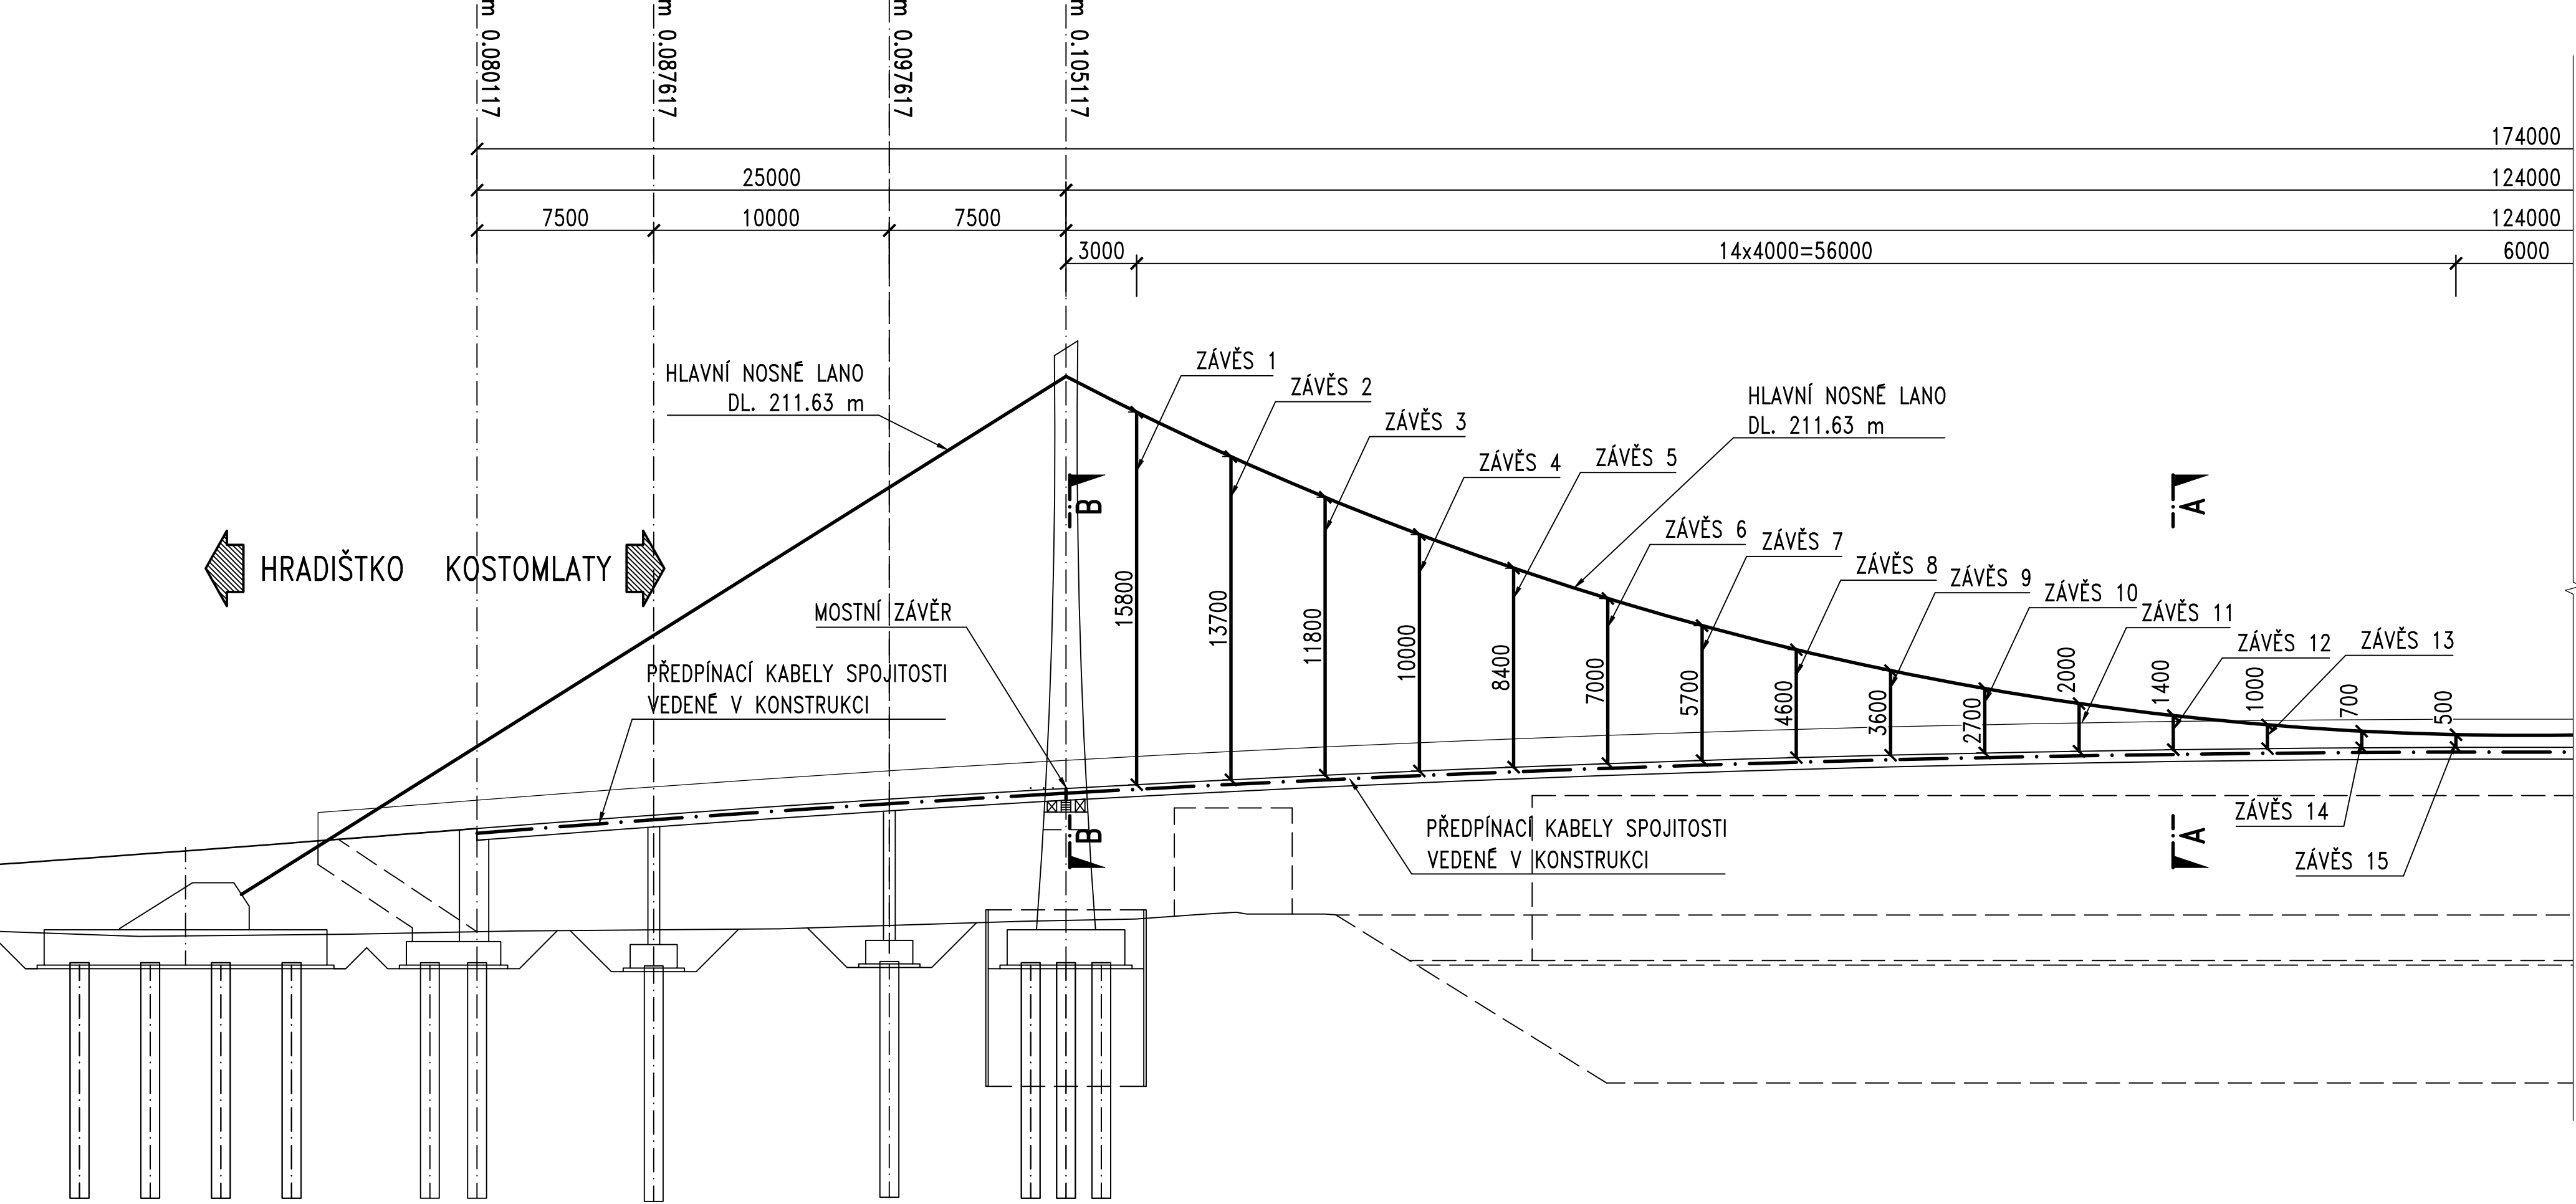 m 0.080117
m 0.087617
m 0.097617
m 0.105117
174000
25000
124000
7500
10000
7500
124000
3000
14x4000=56000
6000
HLAVNÍ NOSNÉ LANO
DL. 211.63 m
ZÁVĚS 1
ZÁVĚS 2
ZÁVĚS 3
ZÁVĚS 4
ZÁVĚS 5
HLAVNÍ NOSNÉ LANO
DL. 211.63 m
ZÁVĚS 6
ZÁVĚS 7
ZÁVĚS 8
ZÁVĚS 9
ZÁVĚS 10
ZÁVĚS 11
ZÁVĚS 12
ZÁVĚS 13
B
A
HRADIŠTKO
KOSTOMLATY
MOSTNÍ ZÁVĚR
PŘEDPÍNACÍ KABELY SPOJITOSTI
VEDENÉ V KONSTRUKCI
15800
13700
11800
10000
8400
7000
5700
4600
3600
2700
2000
1400
1000
700
500
B
A
PŘEDPÍNACÍ KABELY SPOJITOSTI
VEDENÉ V KONSTRUKCI
ZÁVĚS 14
ZÁVĚS 15